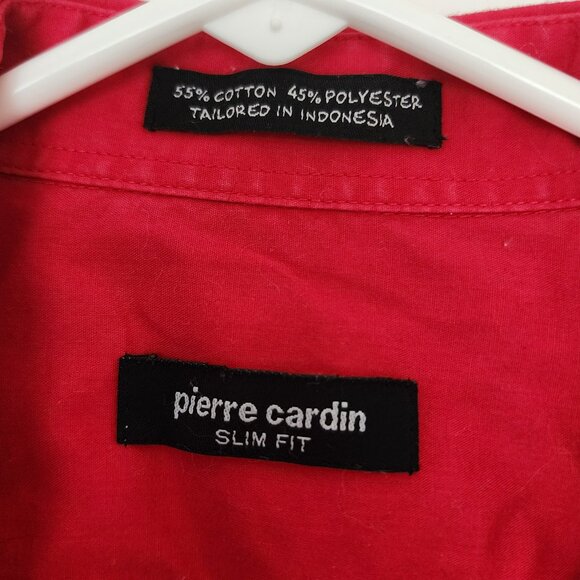 55% COTTON 45% POLYESTER
TAILORED IN INDONESIA
pierre cardin
SLIM FIT